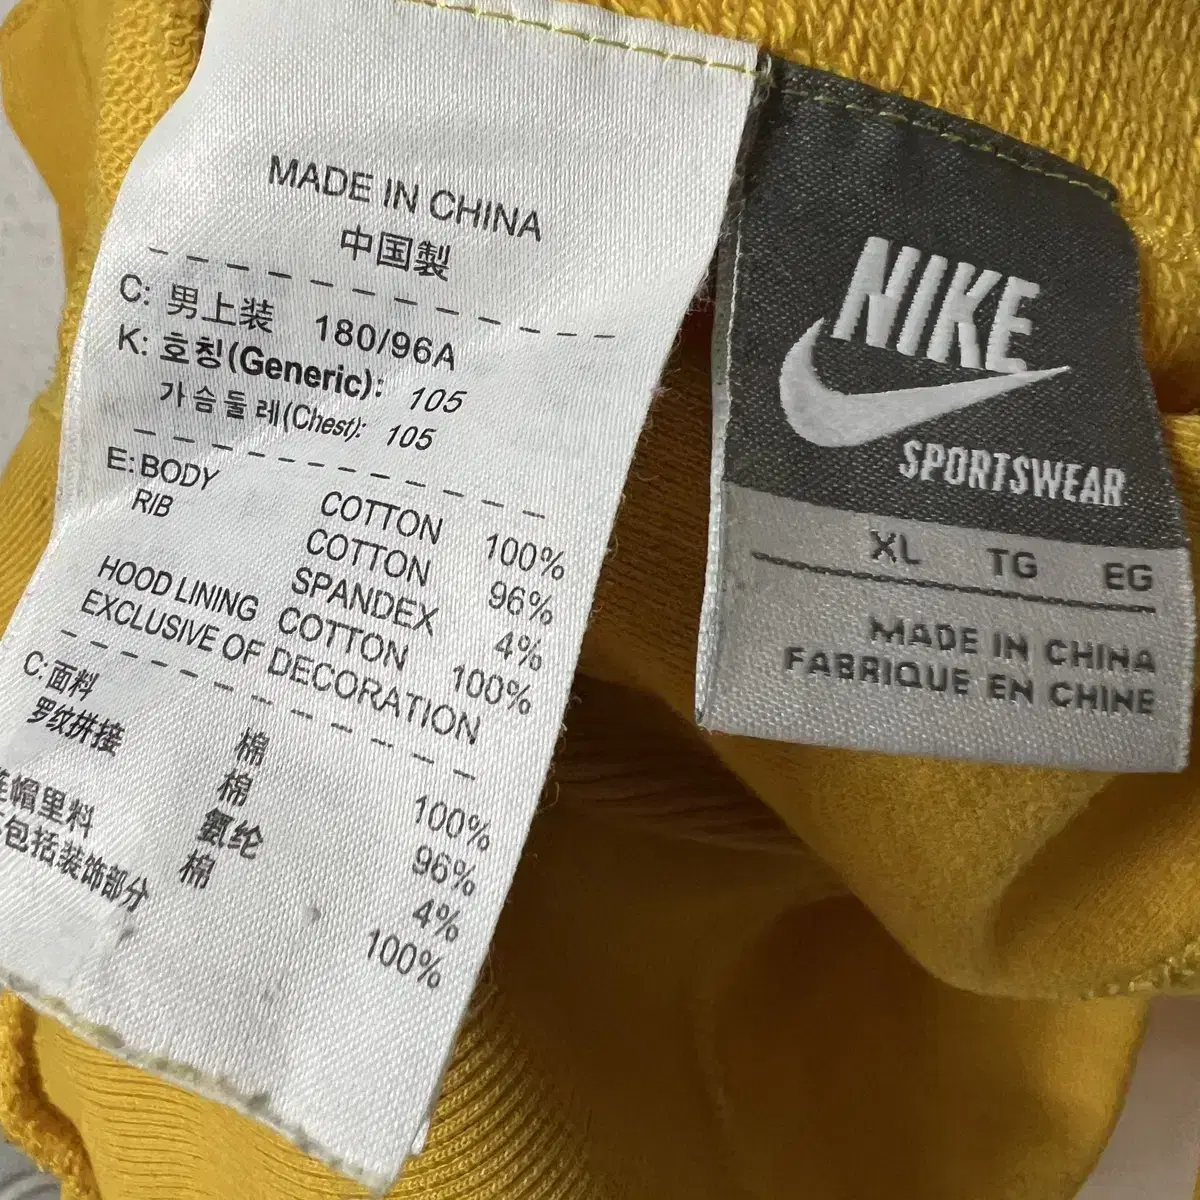 MADE IN CHINA
中国製
C: 男上装 180/96A
K: 호칭(Generic): 105
가슴둘레(Chest): 105
E: BODY COTTON 100%
RIB COTTON 96%
SPANDEX 4%
HOOD LINING COTTON 100%
EXCLUSIVE OF DECORATION
C: 面料 棉 100%
罗纹拼接 棉 96%
氨纶 4%
帽里料 棉 100%
包括装饰部分
NIKE
SPORTSWEAR
XL TG EG
MADE IN CHINA
FABRIQUE EN CHINE